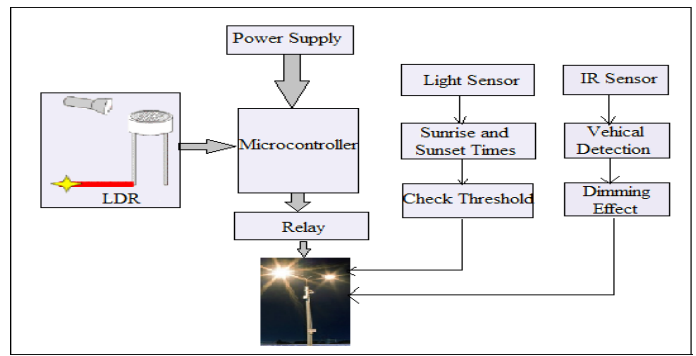 Power Supply
LDR
Microcontroller
Relay
Light Sensor
Sunrise and
Sunset Times
Check Threshold
IR Sensor
Vehical
Detection
Dimming
Effect